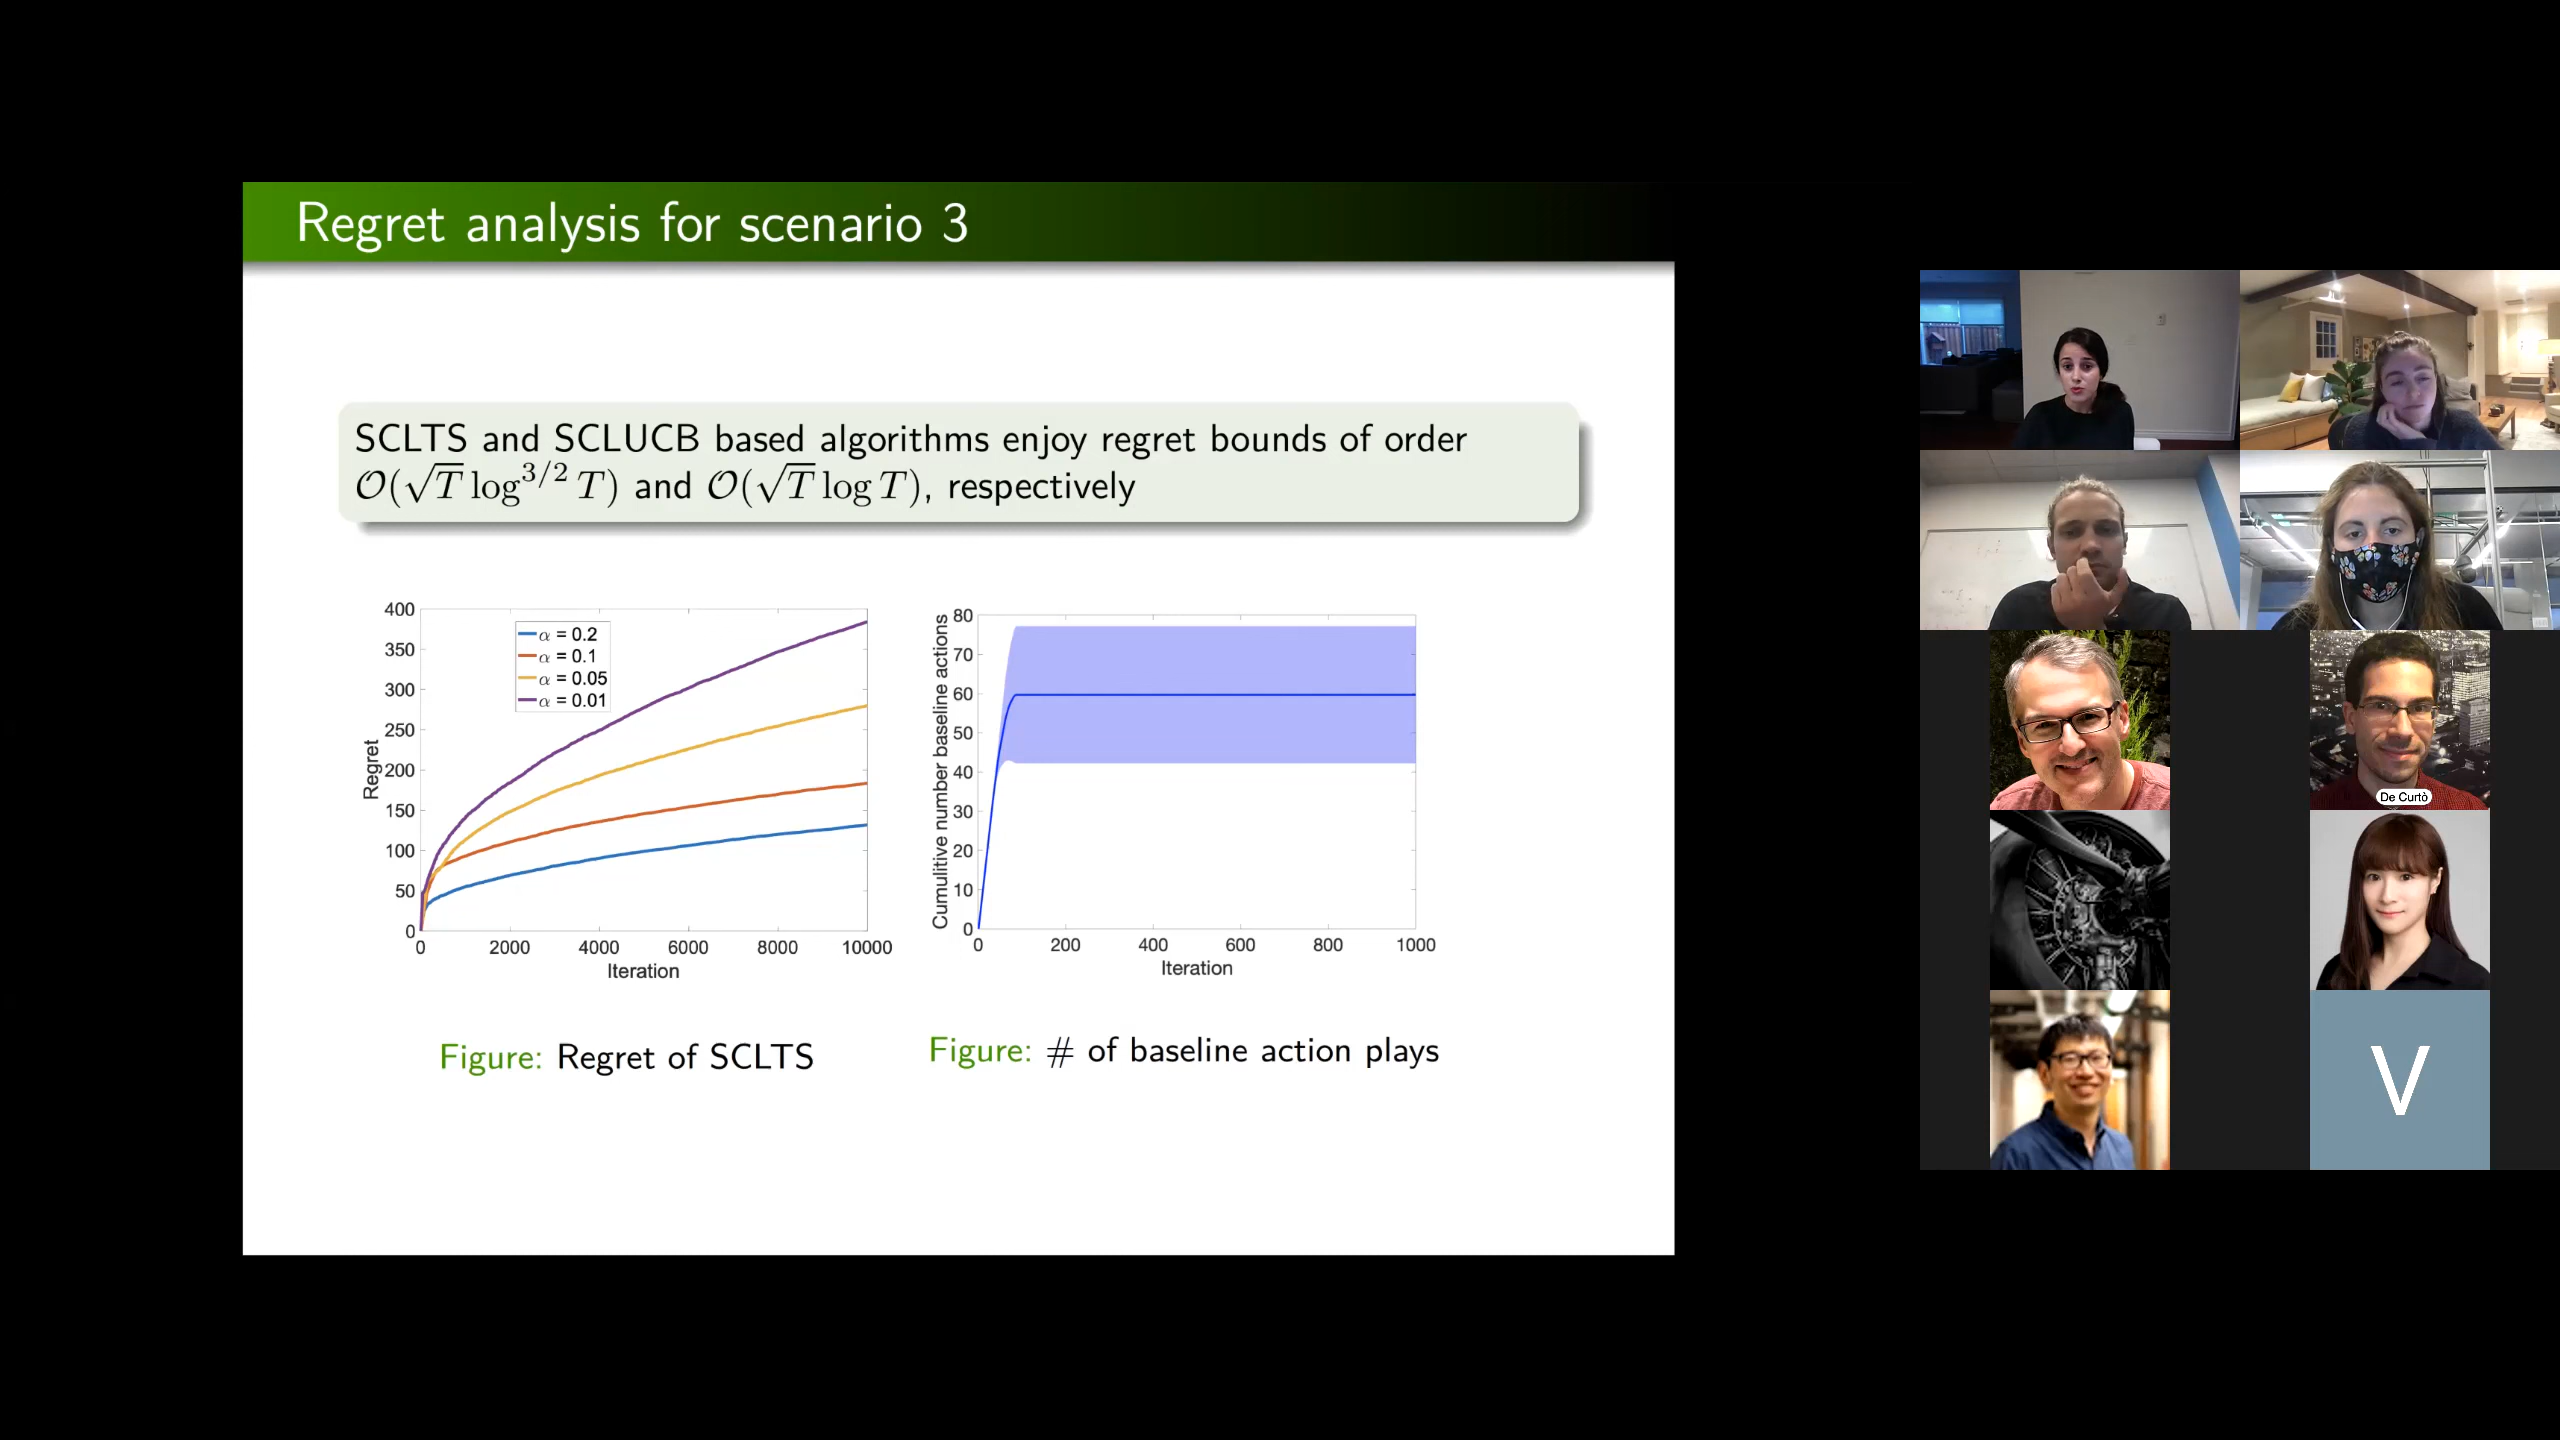 Regret analysis for scenario 3
SCLTS and SCLUCB based algorithms enjoy regret bounds of order
𝒪(√T log^{3/2} T) and 𝒪(√T log T), respectively
400
350
300
250
200
150
100
50
0
Regret
α = 0.2
α = 0.1
α = 0.05
α = 0.01
0 2000 4000 6000 8000 10000
Iteration
Figure: Regret of SCLTS
80
70
60
50
40
30
20
10
0
Cumulitive number baseline actions
0 200 400 600 800 1000
Iteration
Figure: # of baseline action plays
De Curtò
V